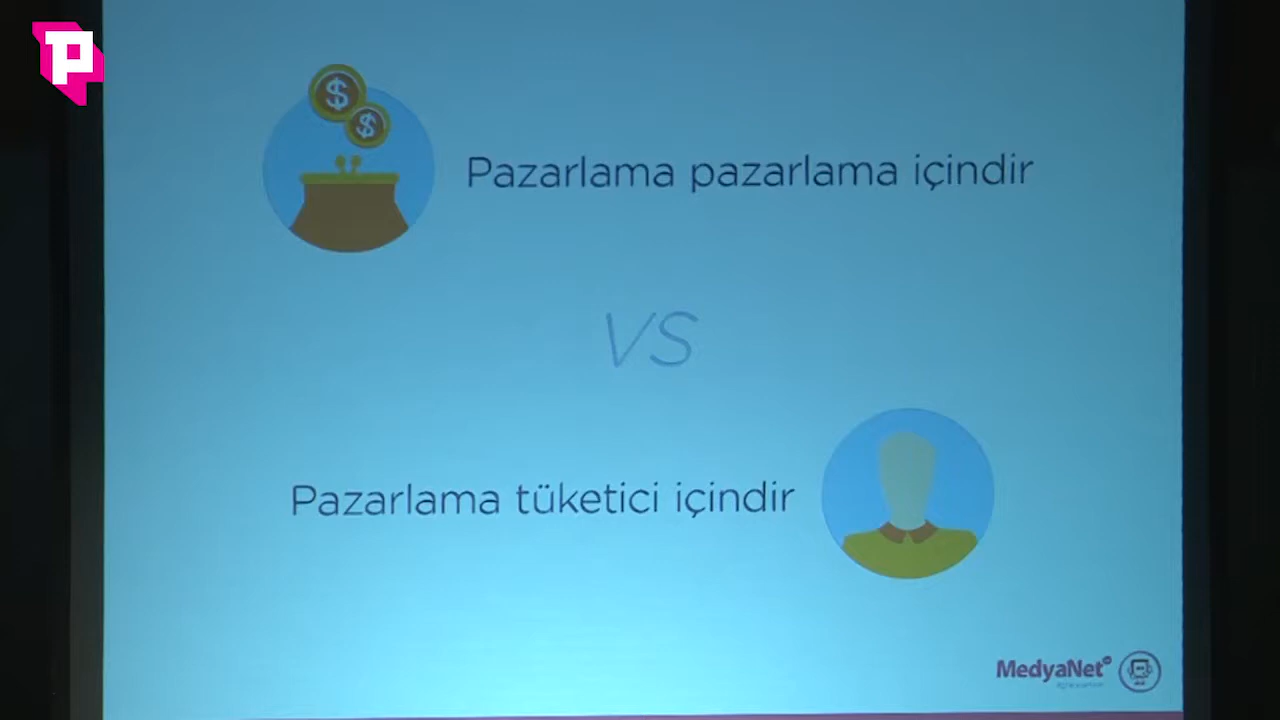 P
$
$
Pazarlama pazarlama içindir
VS
Pazarlama tüketici içindir
MedyaNet